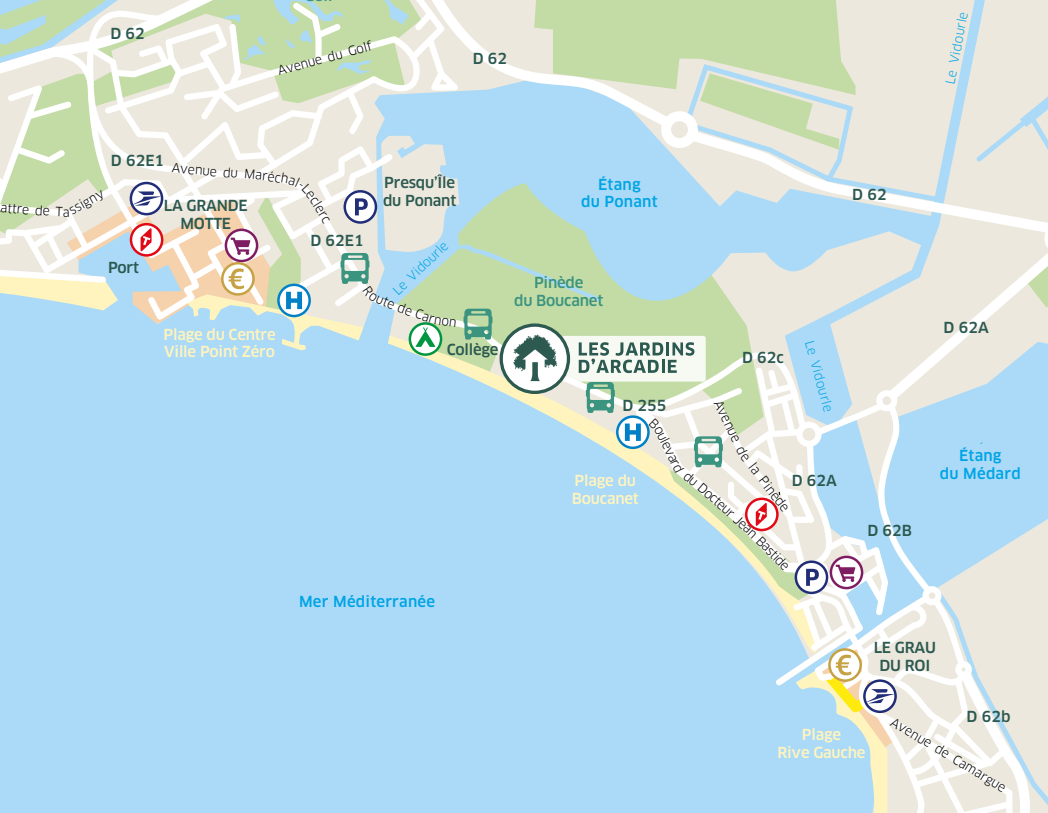 D 62
Avenue du Golf
D 62
Le Vidourle
D 62E1
Avenue du Maréchal-Leclerc
attre de Tassigny
LA GRANDE
MOTTE
P
Presqu'île
du Ponant
Étang
du Ponant
D 62
D 62E1
Port
€
H
Le Vidourle
Pinède
du Boucanet
Route de Carnon
Plage du Centre
Ville Point Zéro
Collège
LES JARDINS
D'ARCADIE
D 62A
D 62c
Le Vidourle
D 255
H
Avenue de la Pinède
Boulevard du Docteur Jean Bastide
Étang
du Médard
Plage du
Boucanet
D 62A
D 62B
P
Mer Méditerranée
LE GRAU
DU ROI
€
D 62b
Plage
Rive Gauche
Avenue de Camargue